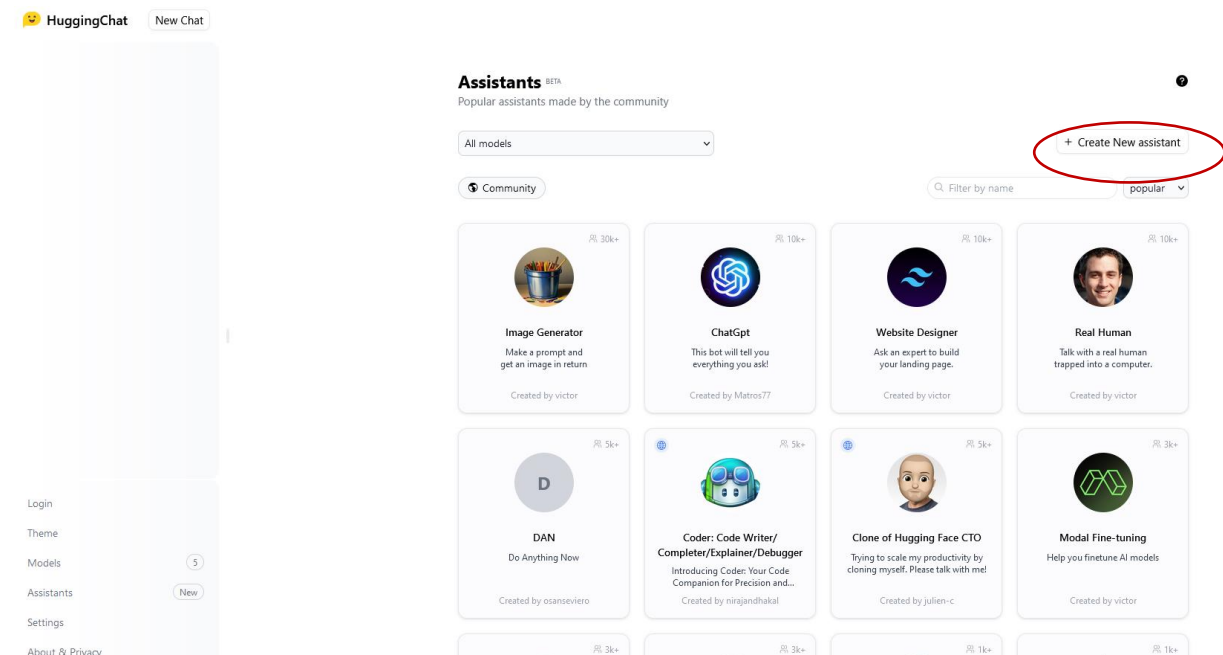 HuggingChat New Chat
Assistants BETA
Popular assistants made by the community
All models
+ Create New assistant
Community
Filter by name
popular
30k+
Image Generator
Make a prompt and
get an image in return
Created by victor
10k+
ChatGpt
This bot will tell you
everything you ask!
Created by Matros77
10k+
Website Designer
Ask an expert to build
your landing page.
Created by victor
10k+
Real Human
Talk with a real human
trapped into a computer.
Created by victor
5k+
D
DAN
Do Anything Now
Created by osanseviero
5k+
Coder: Code Writer/
Completer/Explainer/Debugger
Introducing Coder: Your Code
Companion for Precision and...
Created by nirajandhakal
5k+
Clone of Hugging Face CTO
Trying to scale my productivity by
cloning myself. Please talk with me!
Created by julien-c
3k+
Modal Fine-tuning
Help you finetune AI models
Created by victor
3k+
3k+
1k+
1k+
Login
Theme
Models 5
Assistants New
Settings
About & Privacy